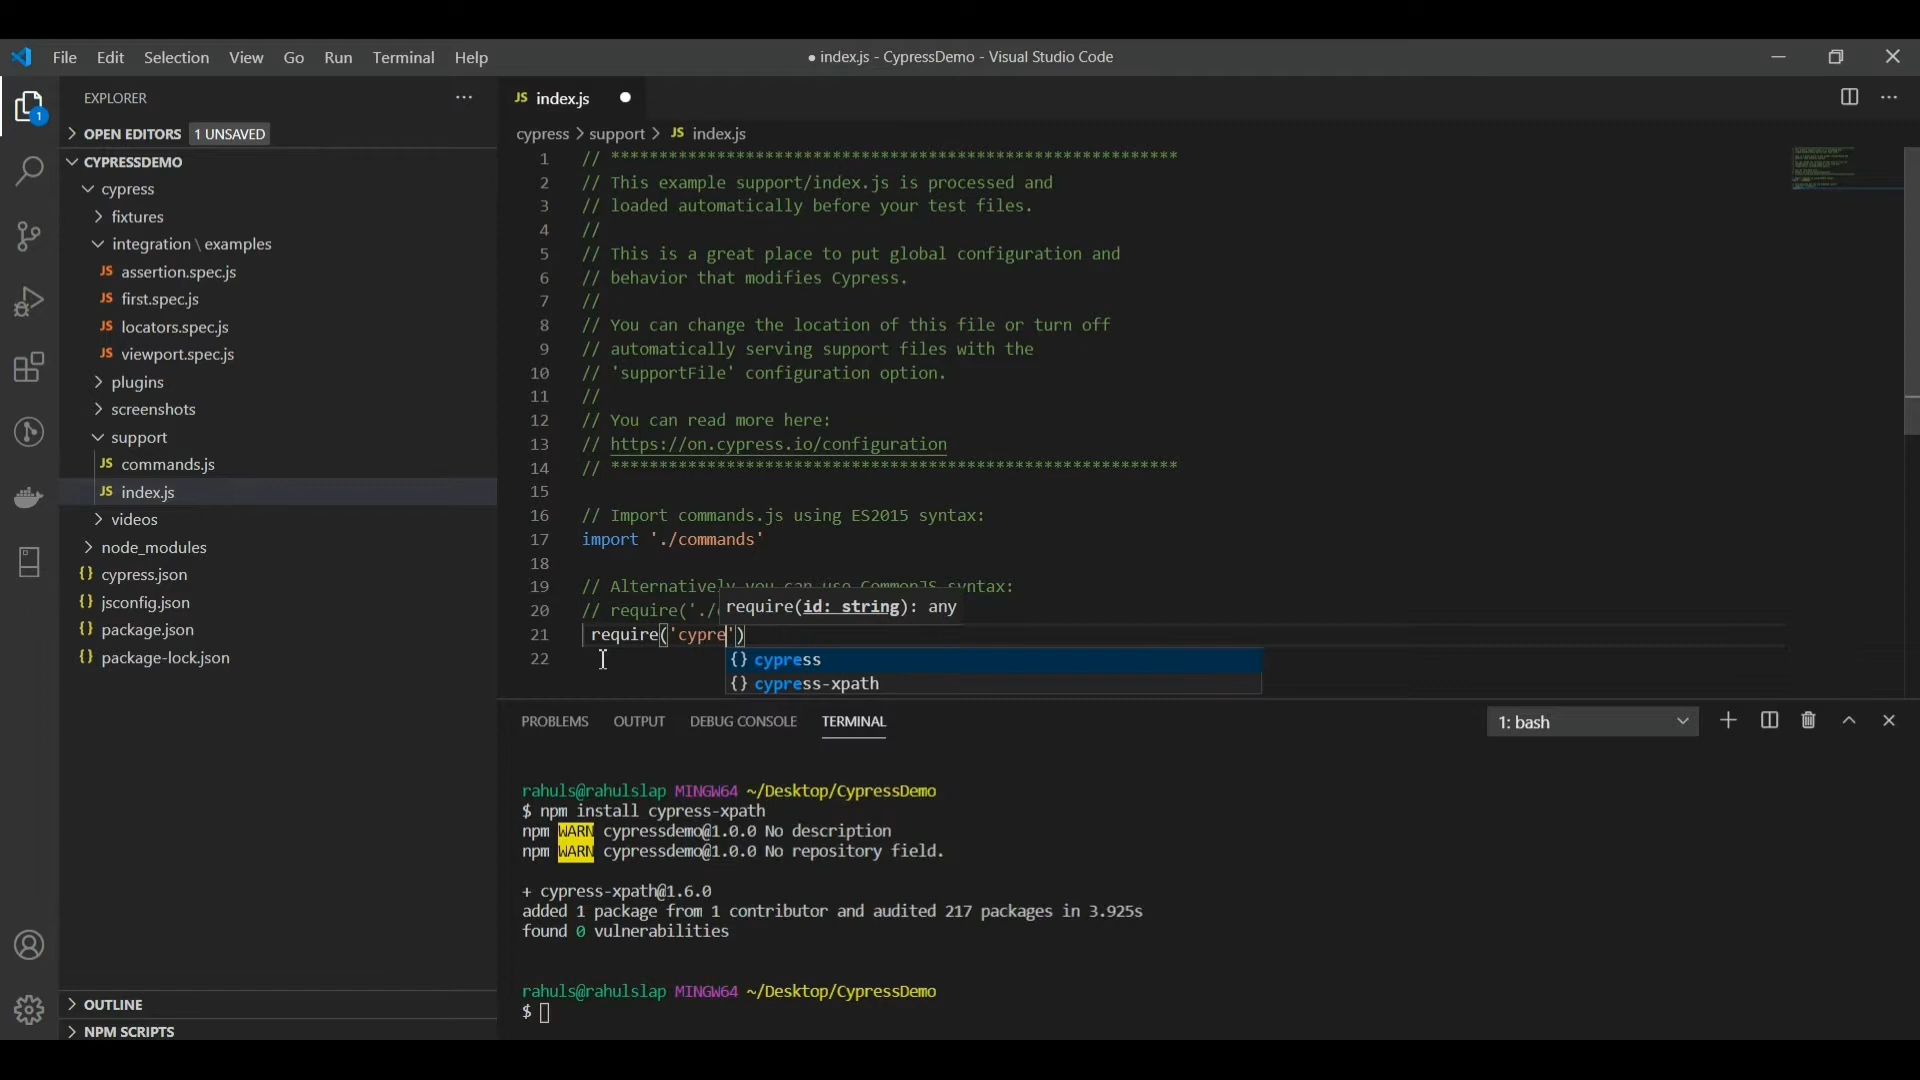 File Edit Selection View Go Run Terminal Help
● index.js - CypressDemo - Visual Studio Code
EXPLORER
1
OPEN EDITORS 1 UNSAVED
CYPRESSDEMO
cypress
fixtures
integration \ examples
JS assertion.spec.js
JS first.spec.js
JS locators.spec.js
JS viewport.spec.js
plugins
screenshots
support
JS commands.js
JS index.js
videos
node_modules
{} cypress.json
{} jsconfig.json
{} package.json
{} package-lock.json
OUTLINE
NPM SCRIPTS
JS index.js ●
cypress > support > JS index.js
1 // ***********************************************************
2 // This example support/index.js is processed and
3 // loaded automatically before your test files.
4 //
5 // This is a great place to put global configuration and
6 // behavior that modifies Cypress.
7 //
8 // You can change the location of this file or turn off
9 // automatically serving support files with the
10 // 'supportFile' configuration option.
11 //
12 // You can read more here:
13 // https://on.cypress.io/configuration
14 // ***********************************************************
15
16 // Import commands.js using ES2015 syntax:
17 import './commands'
18
19 // Alternatively you can use CommonJS syntax:
20 // require('./
require(id: string): any
21 require('cypre')
22
{} cypress
{} cypress-xpath
PROBLEMS OUTPUT DEBUG CONSOLE TERMINAL
1: bash
rahuls@rahulslap MINGW64 ~/Desktop/CypressDemo
$ npm install cypress-xpath
npm WARN cypressdemo@1.0.0 No description
npm WARN cypressdemo@1.0.0 No repository field.
+ cypress-xpath@1.6.0
added 1 package from 1 contributor and audited 217 packages in 3.925s
found 0 vulnerabilities
rahuls@rahulslap MINGW64 ~/Desktop/CypressDemo
$